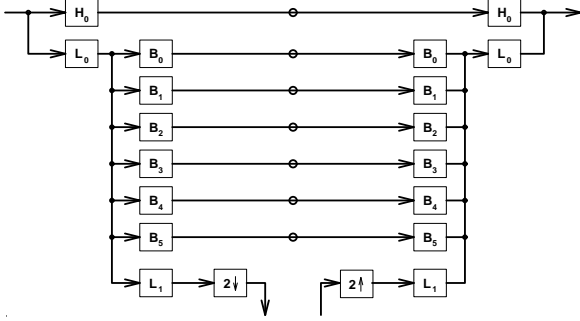 H₀ H₀
L₀ B₀ B₀ L₀
B₁ B₁
B₂ B₂
B₃ B₃
B₄ B₄
B₅ B₅
L₁ 2↓ 2↑ L₁